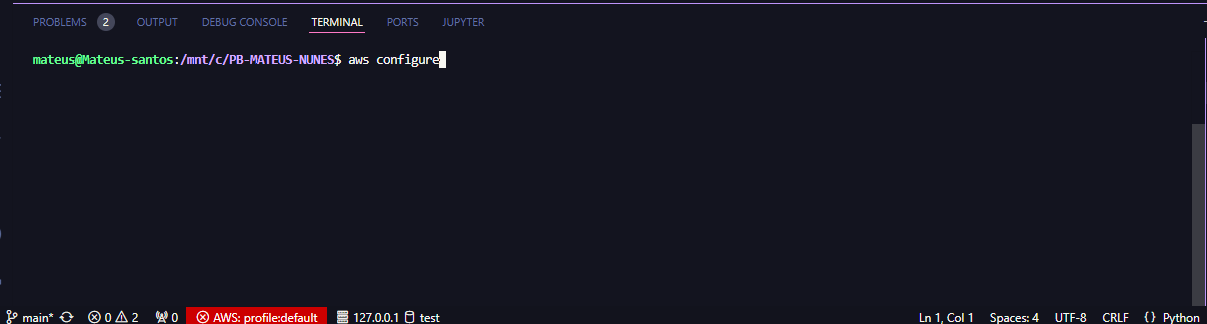 PROBLEMS 2 OUTPUT DEBUG CONSOLE TERMINAL PORTS JUPYTER
mateus@Mateus-santos:/mnt/c/PB-MATEUS-NUNES$ aws configure
main* 0 2 0 AWS: profile:default 127.0.0.1 test Ln 1, Col 1 Spaces: 4 UTF-8 CRLF {} Python